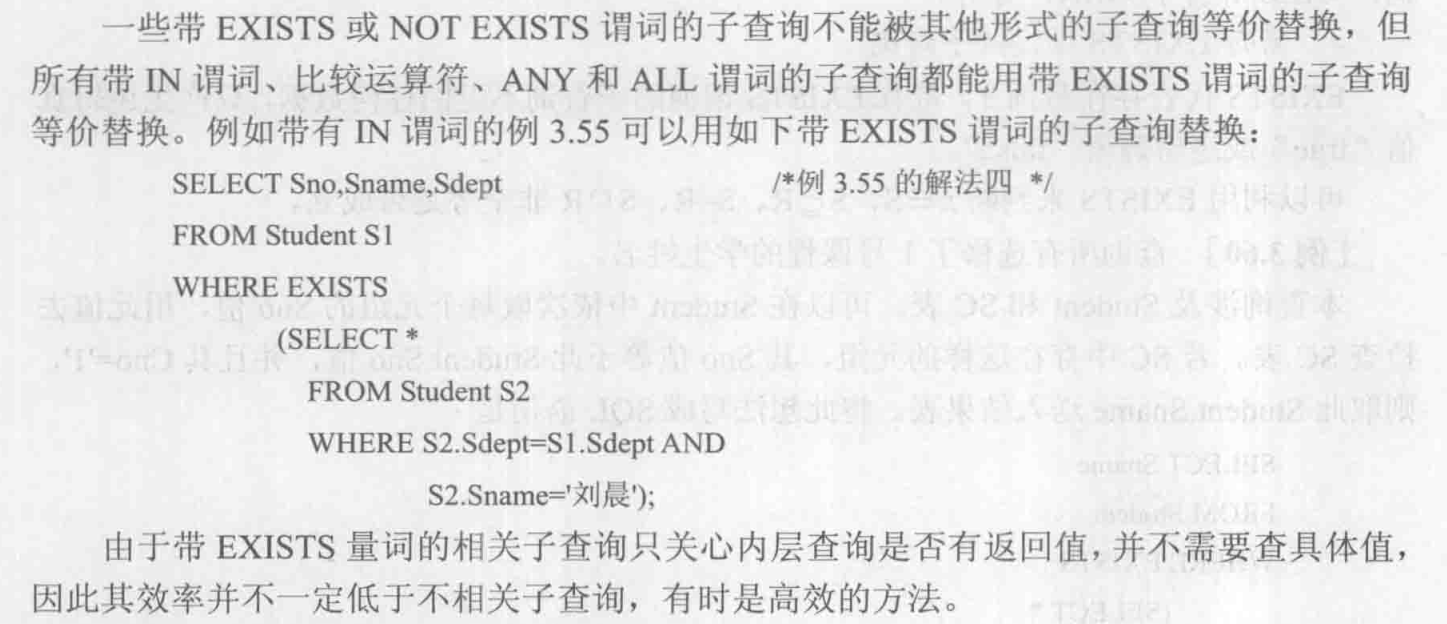 一些带 EXISTS 或 NOT EXISTS 谓词的子查询不能被其他形式的子查询等价替换，但
所有带 IN 谓词、比较运算符、ANY 和 ALL 谓词的子查询都能用带 EXISTS 谓词的子查询
等价替换。例如带有 IN 谓词的例 3.55 可以用如下带 EXISTS 谓词的子查询替换：
SELECT Sno,Sname,Sdept /*例 3.55 的解法四 */
FROM Student S1
WHERE EXISTS
(SELECT *
FROM Student S2
WHERE S2.Sdept=S1.Sdept AND
S2.Sname='刘晨');
由于带 EXISTS 量词的相关子查询只关心内层查询是否有返回值，并不需要查具体值，
因此其效率并不一定低于不相关子查询，有时是高效的方法。